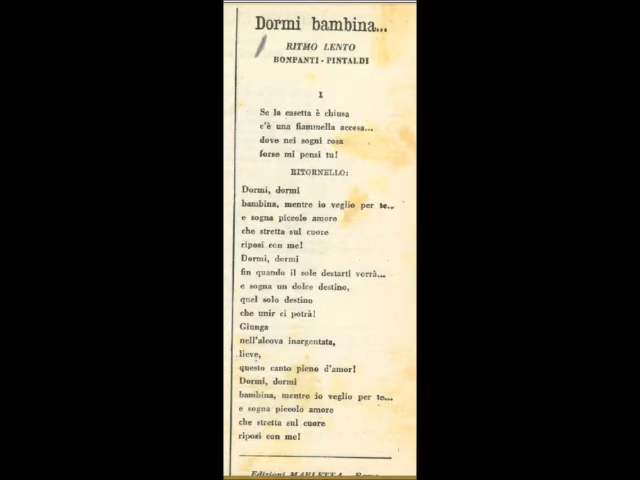 Dormi bambina...
RITMO LENTO
BONFANTI - PINTALDI
I
Se la casetta è chiusa
c'è una fiammella accesa...
dove nei sogni rosa
forse mi pensi tu!
RITORNELLO:
Dormi, dormi
bambina, mentre io veglio per te...
e sogna piccolo amore
che stretta sul cuore
riposi con me!
Dormi, dormi
fin quando il sole destarti vorrà...
e sogna un dolce destino,
quel solo destino
che unir ci potrà!
Giunga
nell'alcova inargentata,
lieve,
questo canto pieno d'amor!
Dormi, dormi
bambina, mentre io veglio per te...
e sogna piccolo amore
che stretta sul cuore
riposi con me!
Edizioni MARLETTA - Roma